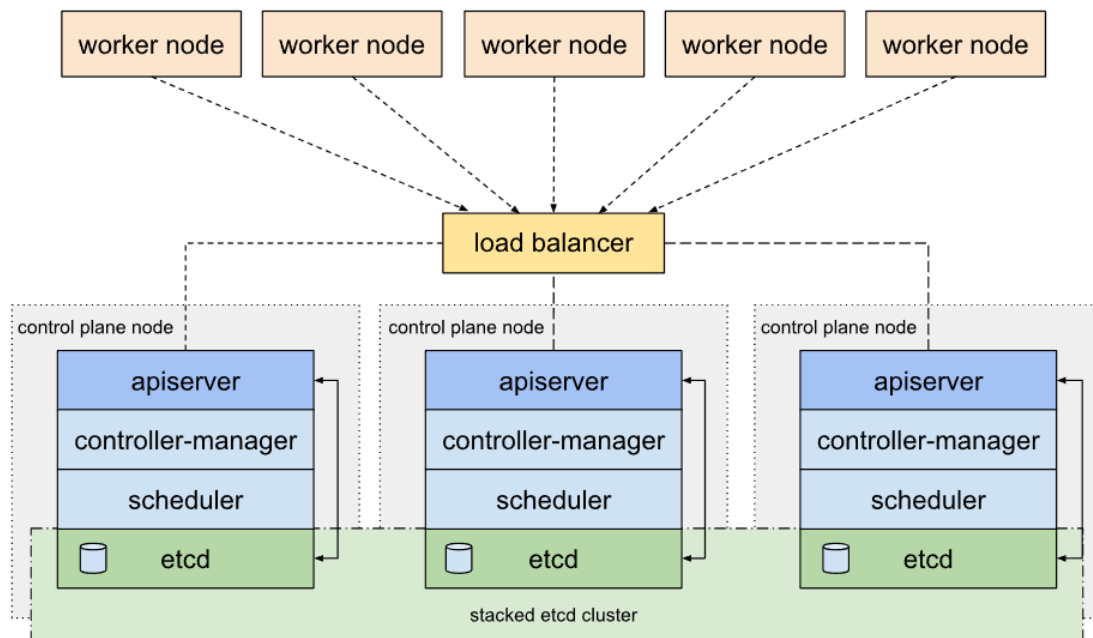 worker node
worker node
worker node
worker node
worker node
load balancer
control plane node
control plane node
control plane node
apiserver
apiserver
apiserver
controller-manager
controller-manager
controller-manager
scheduler
scheduler
scheduler
etcd
etcd
etcd
stacked etcd cluster